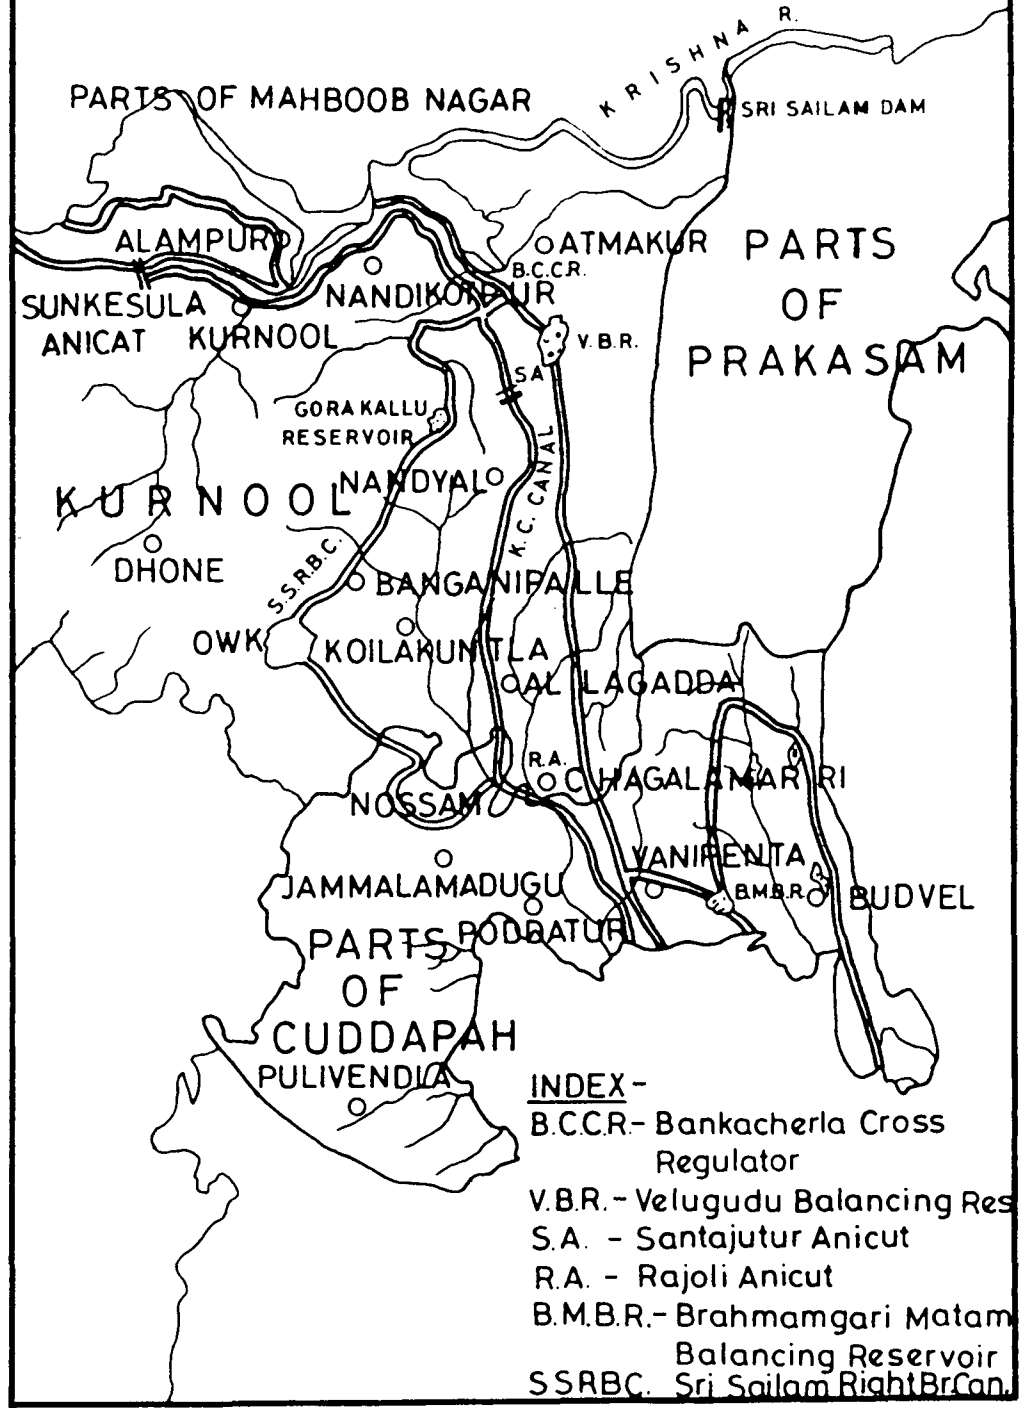 KRISHNA R.
PARTS OF MAHBOOB NAGAR
SRI SAILAM DAM
ALAMPUR
ATMAKUR
PARTS
OF
PRAKASAM
B.C.C.R.
NANDIKOTPUR
SUNKESULA
ANICAT
KURNOOL
V.B.R.
S A
GORAKALLU
RESERVOIR
K.C. CANAL
NANDYAL
KURNOOL
DHONE
S.S.R.B.C.
BANGANIPALLE
OWK
KOILAKUNTLA
ALLAGADDA
R.A.
CHAGALAMARRI
NOSSAM
VANIPENTA
JAMMALAMADUGU
B.M.B.R.
BUDVEL
PODDATUR
PARTS
OF
CUDDAPAH
PULIVENDLA
INDEX-
B.C.C.R.- Bankacherla Cross
Regulator
V.B.R.- Velugudu Balancing Res
S.A. - Santajutur Anicut
R.A. - Rajoli Anicut
B.M.B.R.- Brahmamgari Matam
Balancing Reservoir
SSRBC. Sri Sailam Right Br.Can.